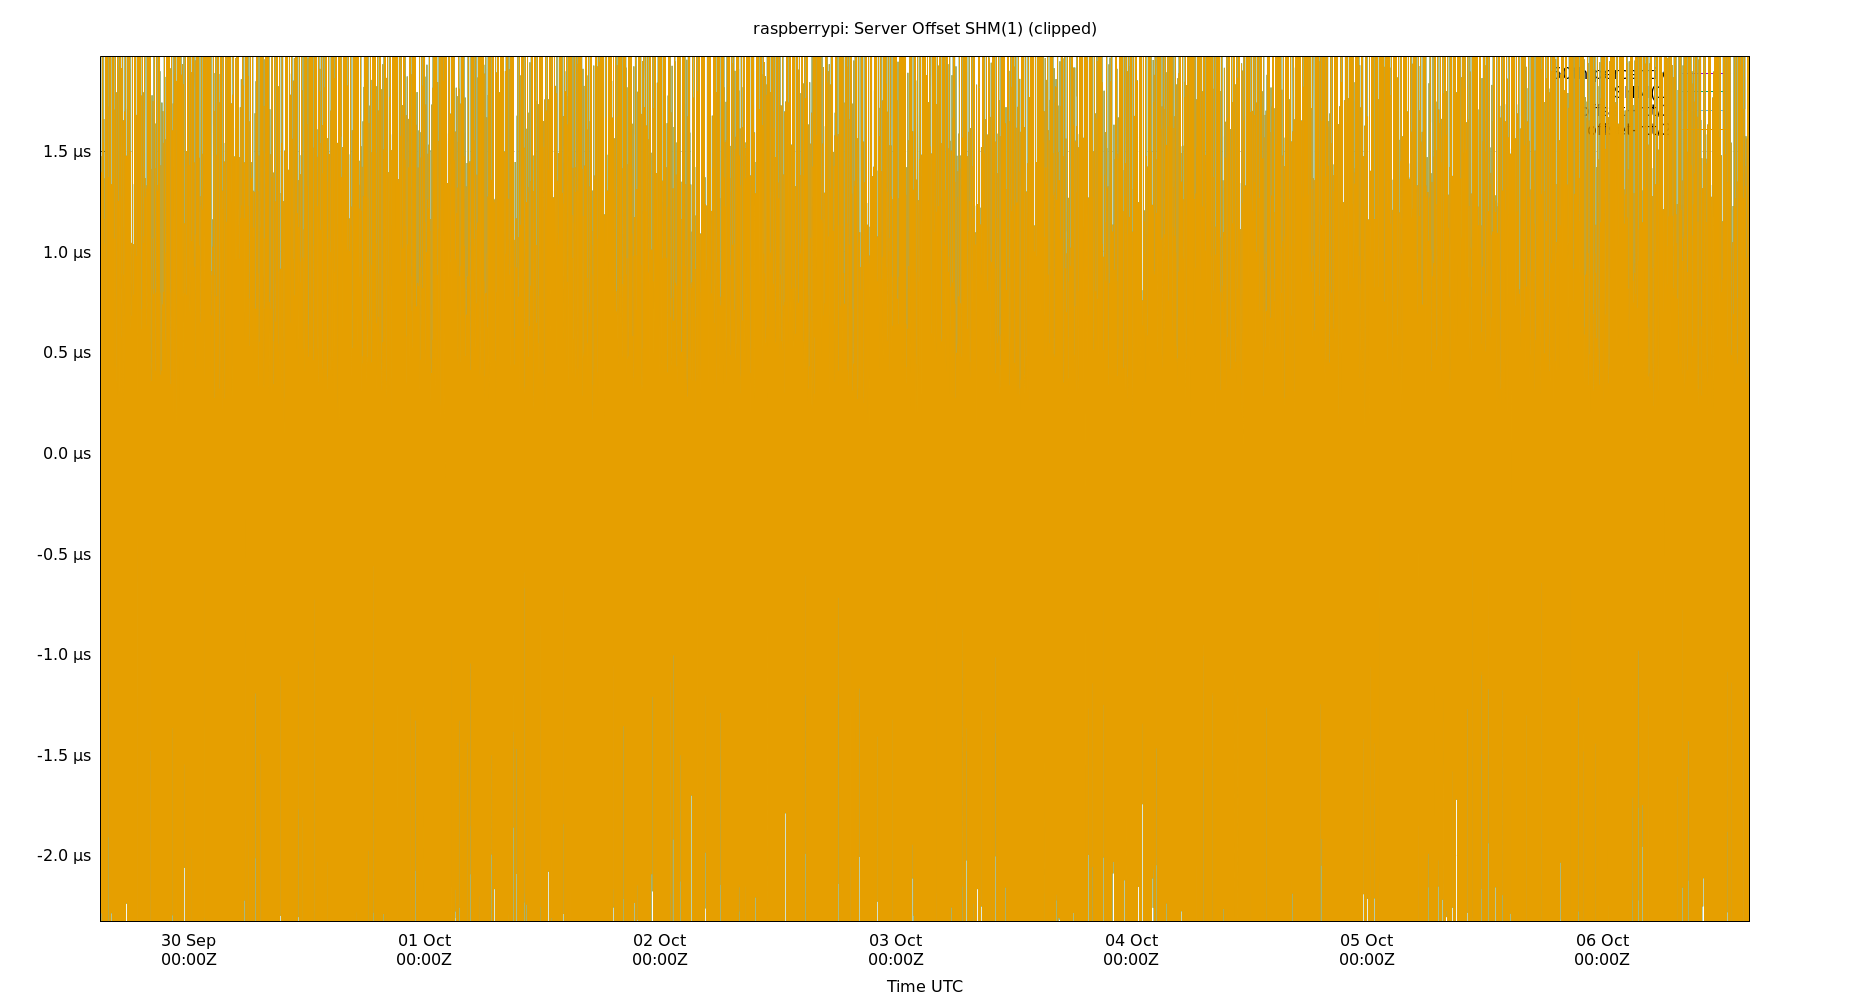 raspberrypi: Server Offset SHM(1) (clipped)
1.5 µs
1.0 µs
0.5 µs
0.0 µs
-0.5 µs
-1.0 µs
-1.5 µs
-2.0 µs
30 Sep 01 Oct 02 Oct 03 Oct 04 Oct 05 Oct 06 Oct
00:00Z 00:00Z 00:00Z 00:00Z 00:00Z 00:00Z 00:00Z
Time UTC